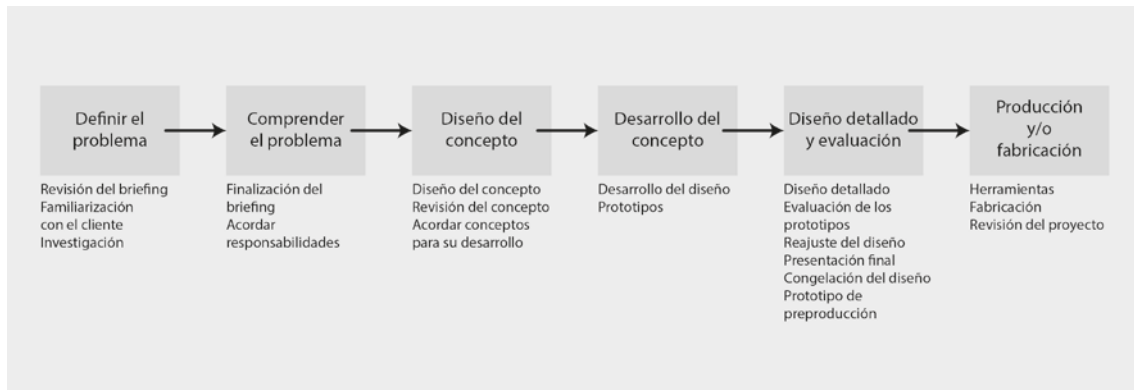 Definir el
problema
Comprender
el problema
Diseño del
concepto
Desarrollo del
concepto
Diseño detallado
y evaluación
Producción
y/o
fabricación
Revisión del briefing
Familiarización
con el cliente
Investigación
Finalización del
briefing
Acordar
responsabilidades
Diseño del concepto
Revisión del concepto
Acordar conceptos
para su desarrollo
Desarrollo del diseño
Prototipos
Diseño detallado
Evaluación de los
prototipos
Reajuste del diseño
Presentación final
Congelación del diseño
Prototipo de
preproducción
Herramientas
Fabricación
Revisión del proyecto